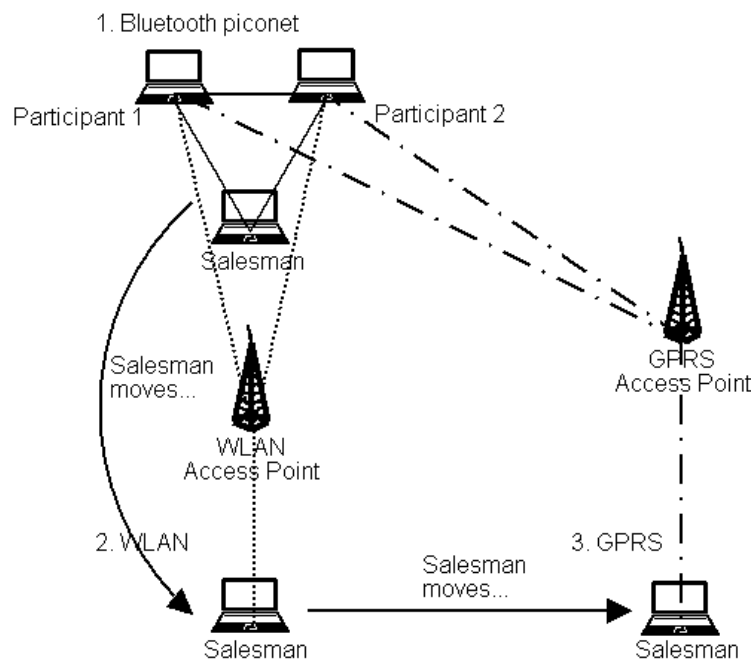 1. Bluetooth piconet
Participant 1
Participant 2
Salesman
Salesman
moves...
WLAN
Access Point
GPRS
Access Point
2. WLAN
Salesman
moves...
3. GPRS
Salesman
Salesman